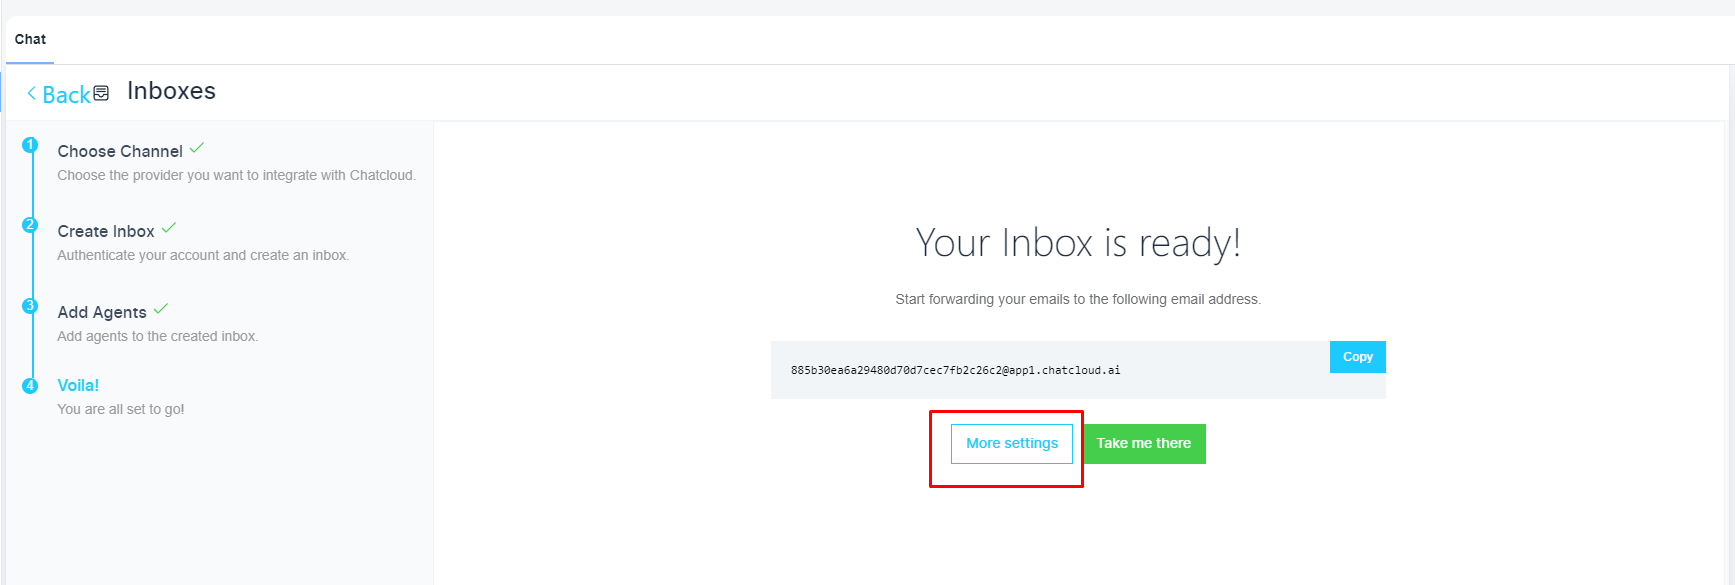 Chat
Back Inboxes
1 Choose Channel
Choose the provider you want to integrate with Chatcloud.
2 Create Inbox
Authenticate your account and create an inbox.
3 Add Agents
Add agents to the created inbox.
4 Voila!
You are all set to go!
Your Inbox is ready!
Start forwarding your emails to the following email address.
Copy
885b30ea6a29480d70d7cec7fb2c26c2@app1.chatcloud.ai
More settings Take me there